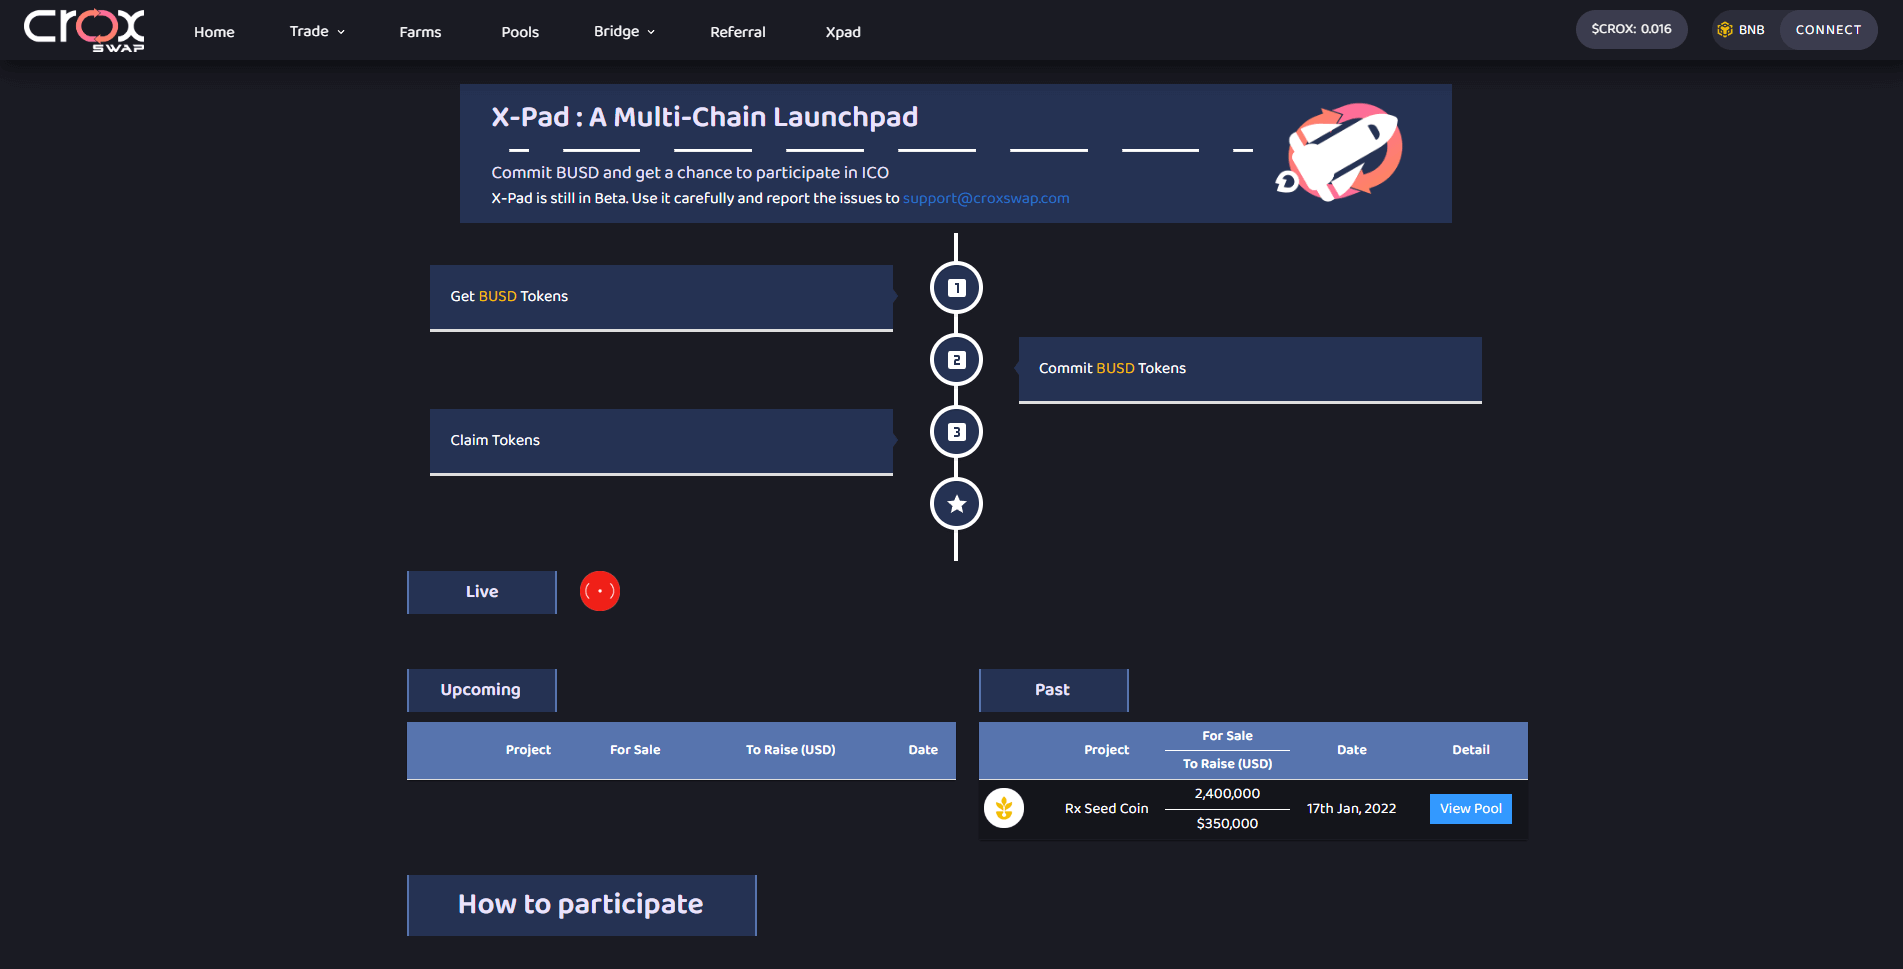 crox
SWAP
Home
Trade
Farms
Pools
Bridge
Referral
Xpad
$CROX: 0.016
BNB
CONNECT
X-Pad : A Multi-Chain Launchpad
Commit BUSD and get a chance to participate in ICO
X-Pad is still in Beta. Use it carefully and report the issues to support@croxswap.com
1
Get BUSD Tokens
2
Commit BUSD Tokens
3
Claim Tokens
Live
Upcoming
Project For Sale To Raise (USD) Date
Past
Project For Sale To Raise (USD) Date Detail
Rx Seed Coin 2,400,000 $350,000 17th Jan, 2022 View Pool
How to participate